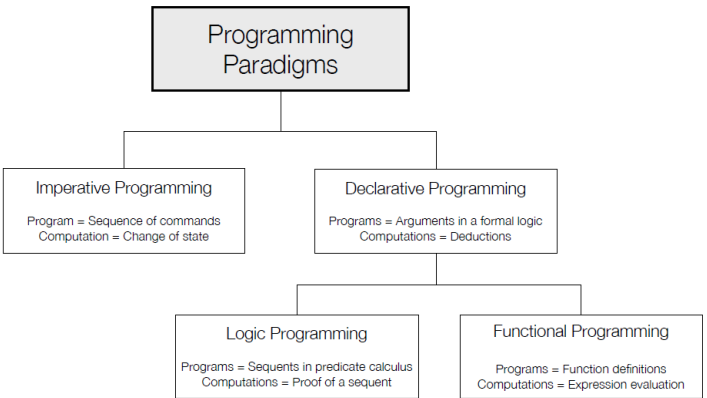 Programming
Paradigms
Imperative Programming
Program = Sequence of commands
Computation = Change of state
Declarative Programming
Programs = Arguments in a formal logic
Computations = Deductions
Logic Programming
Programs = Sequents in predicate calculus
Computations = Proof of a sequent
Functional Programming
Programs = Function definitions
Computations = Expression evaluation